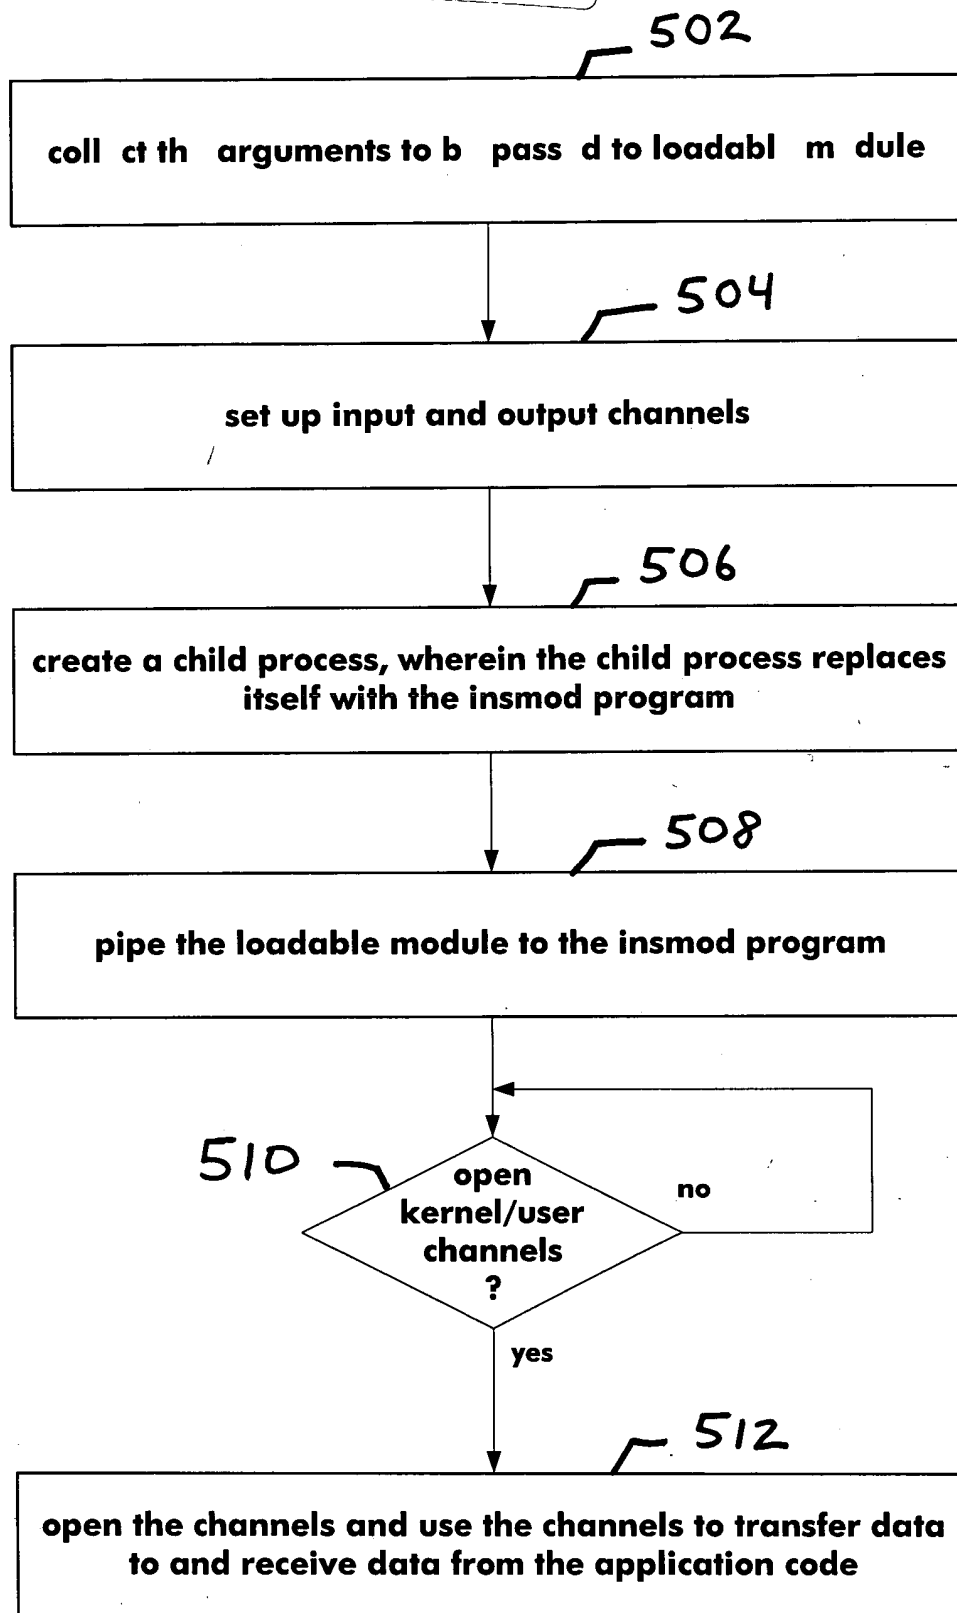 502
coll ct th arguments to b pass d to loadabl m dule
504
set up input and output channels
506
create a child process, wherein the child process replaces
itself with the insmod program
508
pipe the loadable module to the insmod program
510
open
kernel/user
channels
?
no
yes
512
open the channels and use the channels to transfer data
to and receive data from the application code